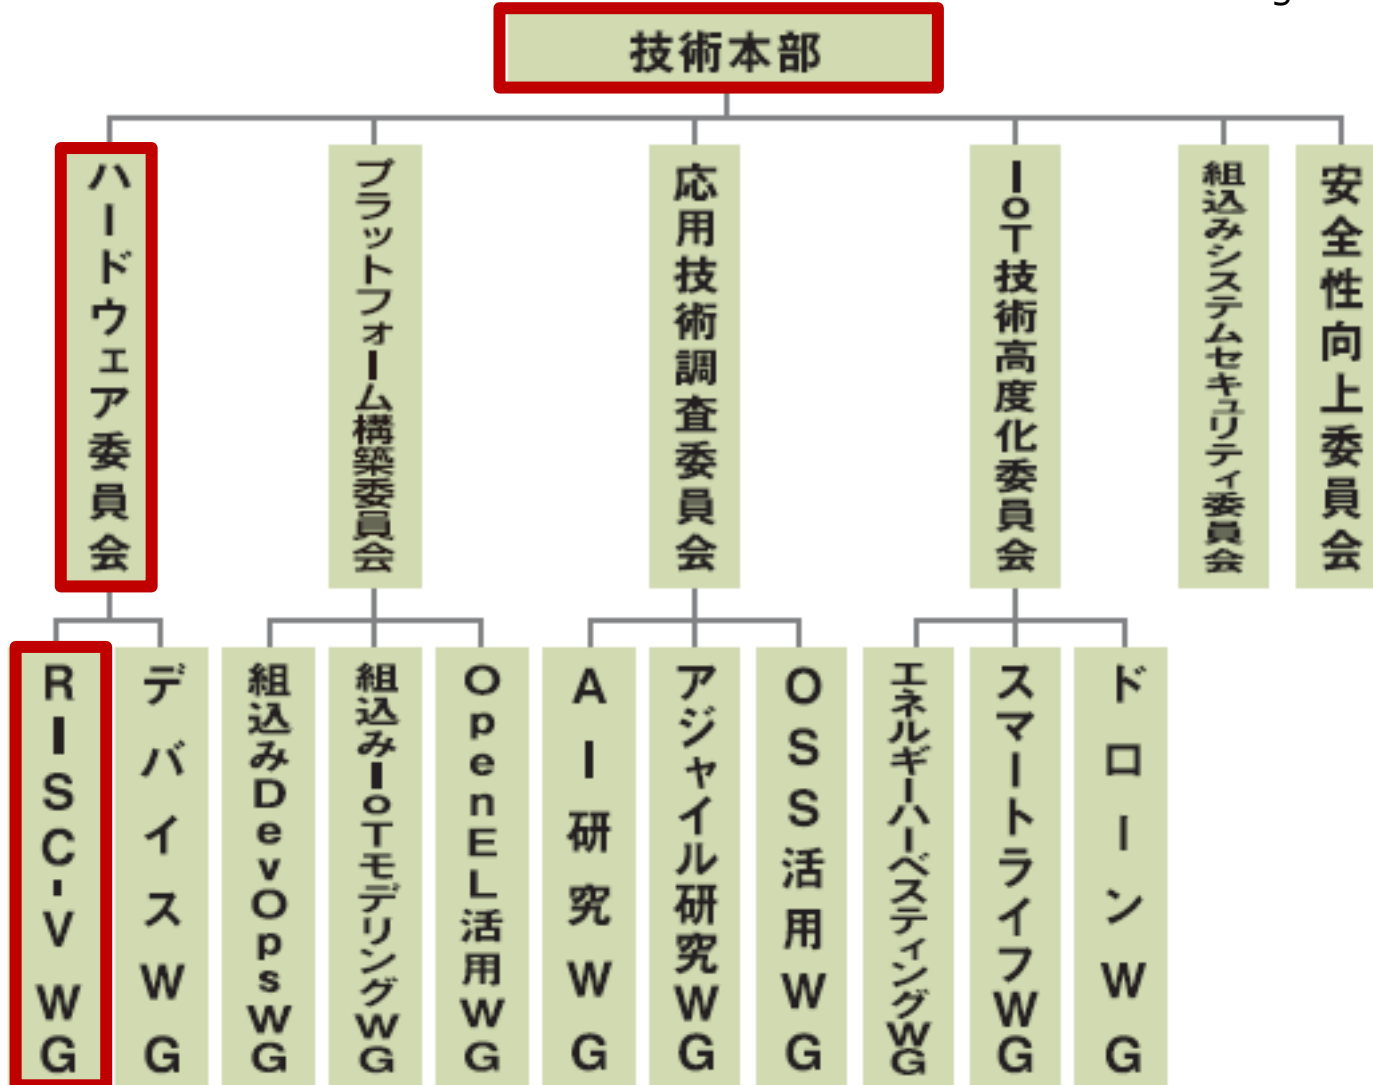 技術本部
ハードウェア委員会
プラットフォーム構築委員会
応用技術調査委員会
IoT技術高度化委員会
組込みシステムセキュリティ委員会
安全性向上委員会
RISC-V WG
デバイスWG
組込みDevOpsWG
組込みIoTモデリングWG
OpenEL活用WG
AI研究WG
アジャイル研究WG
OSS活用WG
エネルギーハーベスティングWG
スマートライフWG
ドローンWG